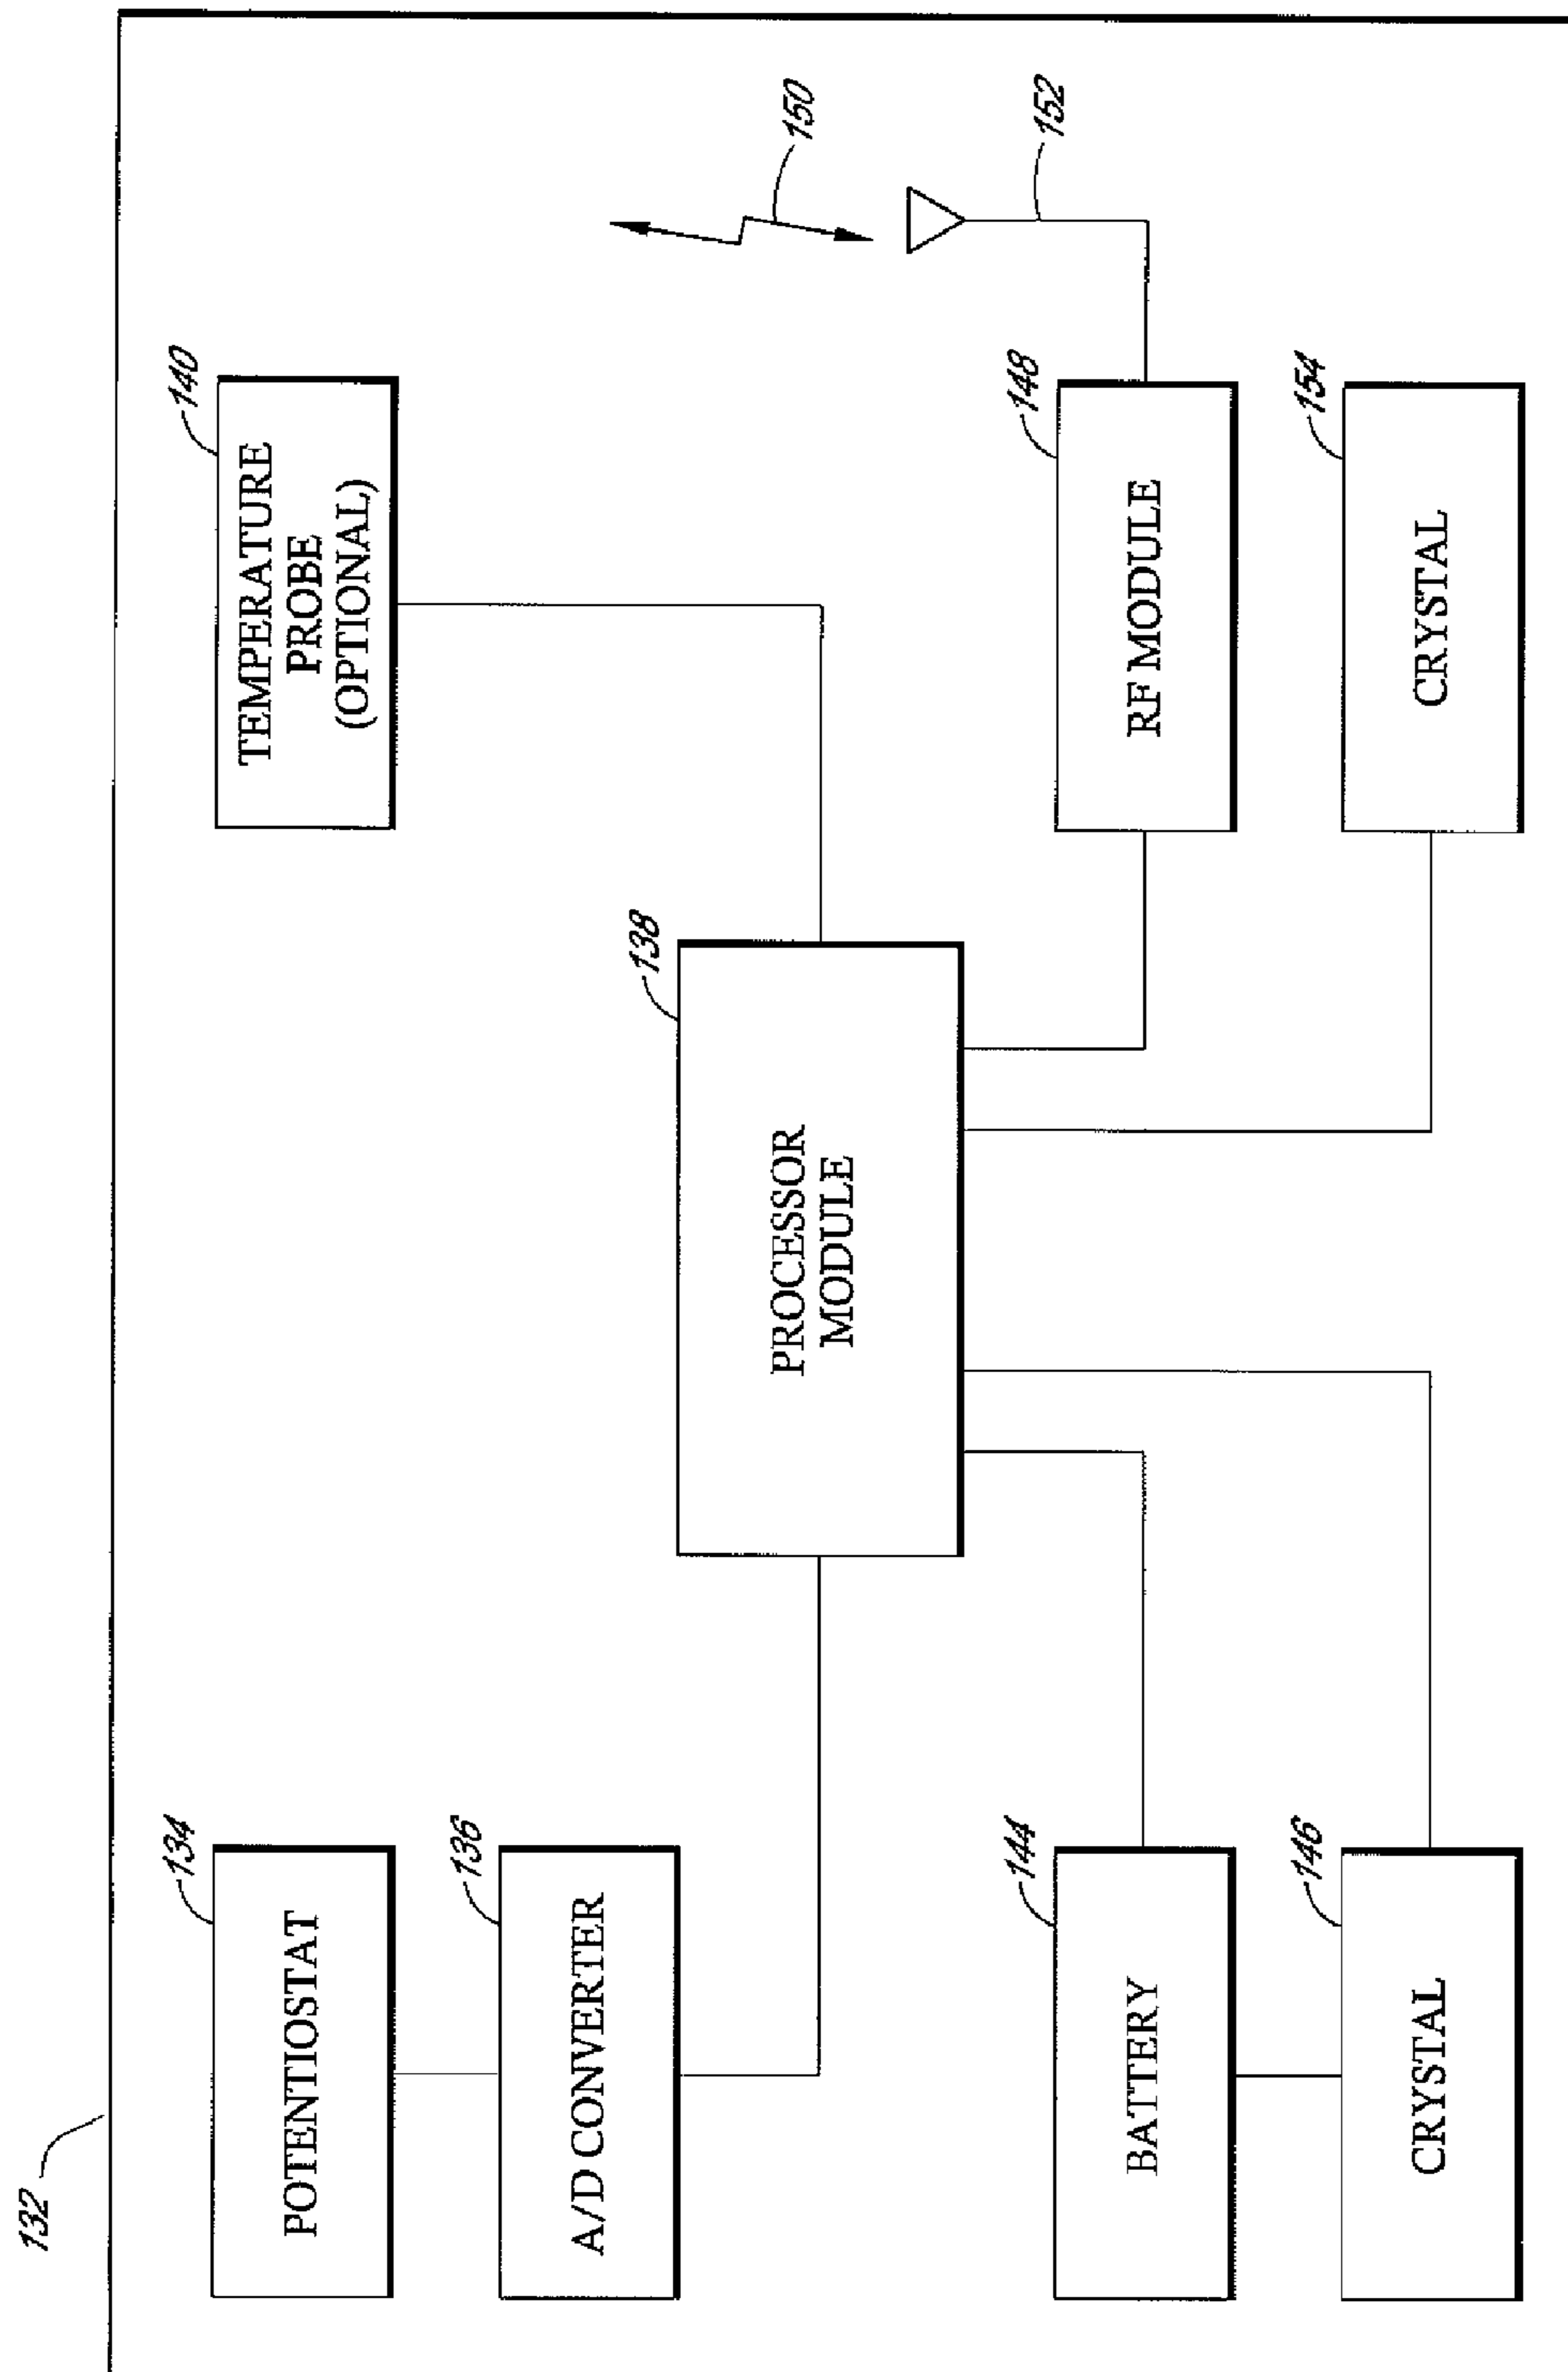 132
134
POTENTIOSTAT
136
A/D CONVERTER
138
PROCESSOR
MODULE
140
TEMPERATURE
PROBE
(OPTIONAL)
144
BATTERY
146
CRYSTAL
148
RF MODULE
150
152
154
CRYSTAL